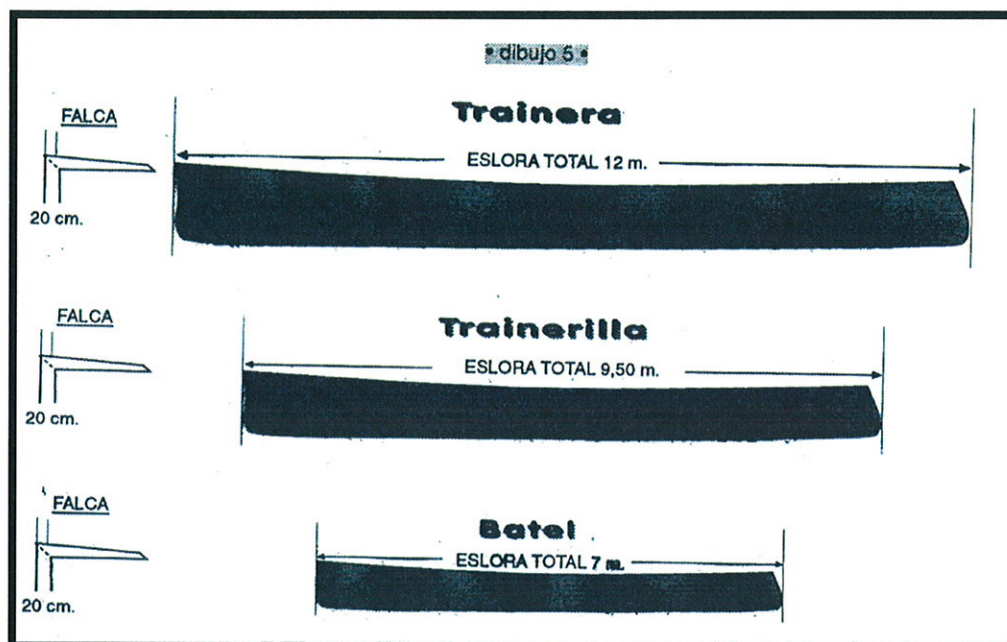 • dibujo 5 •
Trainera
FALCA
ESLORA TOTAL 12 m.
20 cm.
Trainerilla
FALCA
ESLORA TOTAL 9,50 m.
20 cm.
Batel
FALCA
ESLORA TOTAL 7 m.
20 cm.